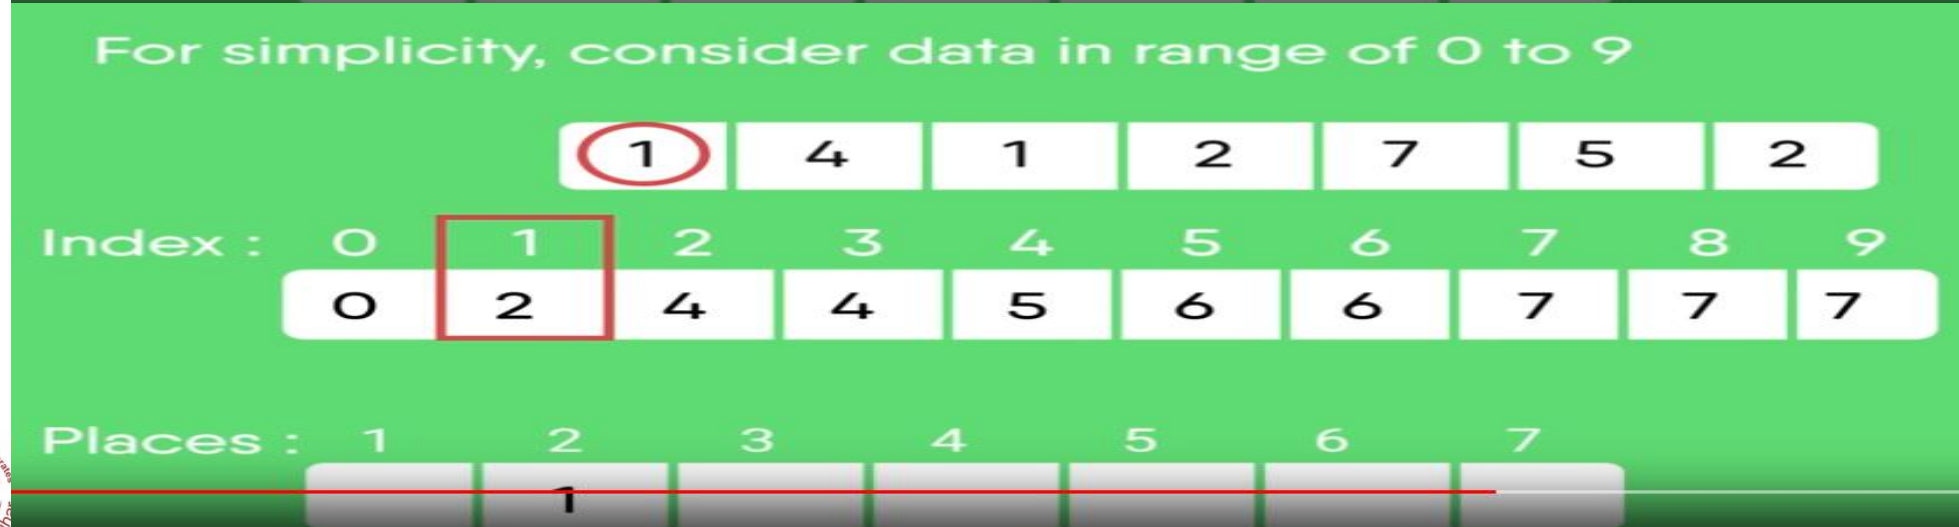 For simplicity, consider data in range of 0 to 9
1 4 1 2 7 5 2
Index : 0 1 2 3 4 5 6 7 8 9
0 2 4 4 5 6 6 7 7 7
Places : 1 2 3 4 5 6 7
1